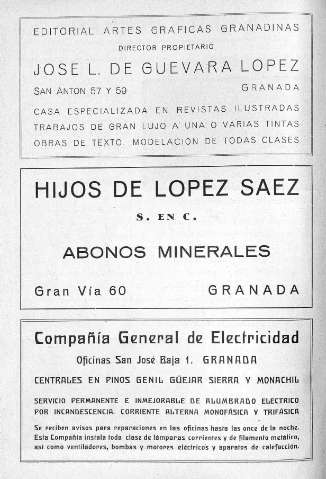 EDITORIAL ARTES GRAFICAS GRANADINAS
DIRECTOR PROPIETARIO
JOSE L. DE GUEVARA LOPEZ
SAN ANTON 57 Y 59 GRANADA
CASA ESPECIALIZADA EN REVISTAS ILUSTRADAS
TRABAJOS DE GRAN LUJO A UNA O VARIAS TINTAS
OBRAS DE TEXTO. MODELACION DE TODAS CLASES
HIJOS DE LOPEZ SAEZ
S. EN C.
ABONOS MINERALES
Gran Vía 60 GRANADA
Compañía General de Electricidad
Oficinas San José Baja 1. GRANADA
CENTRALES EN PINOS GENIL GÜEJAR SIERRA Y MONACHIL
SERVICIO PERMANENTE E INMEJORABLE DE ALUMBRADO ELECTRICO
POR INCANDESCENCIA. CORRIENTE ALTERNA MONOFÁSICA Y TRIFÁSICA
Se reciben avisos para reparaciones en las oficinas hasta las once de la noche.
Esta Compañía instala toda clase de lámparas corrientes y de filamento metálico,
así como ventiladores, bombas y motores eléctricos y aparatos de calefacción.